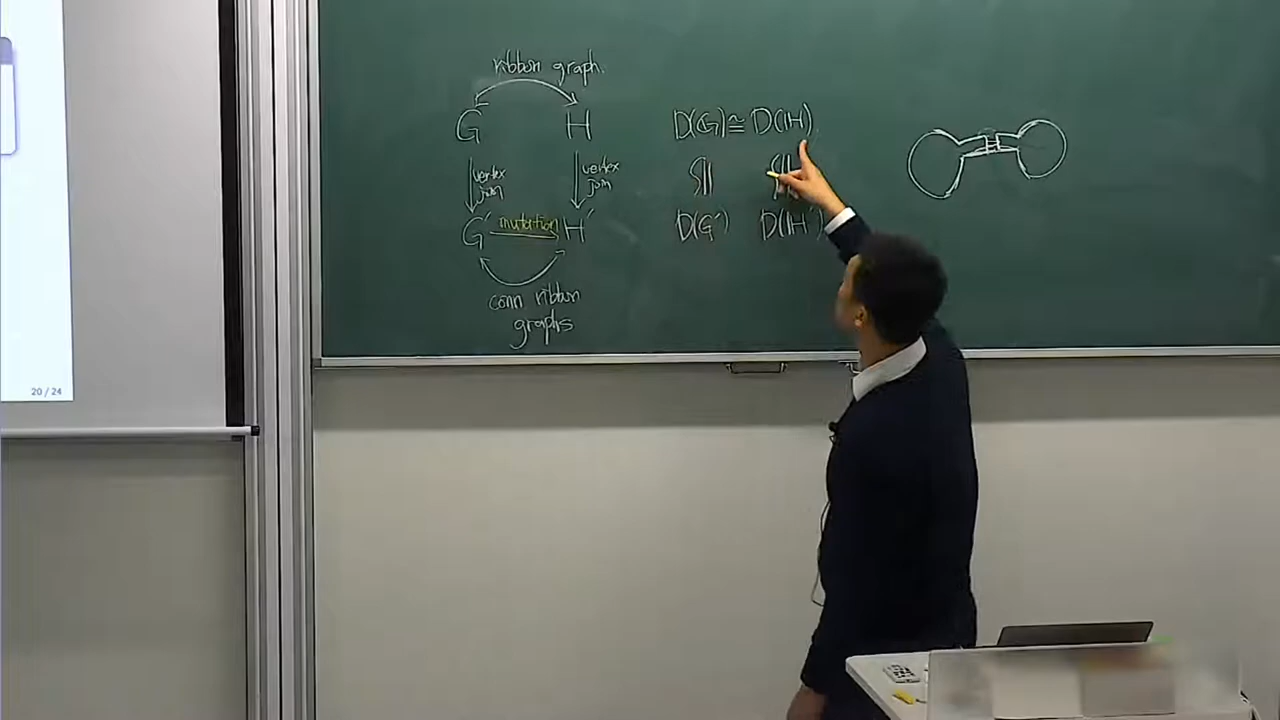 ribbon graph.
G H
vertex join
vertex join
G' mutation H'
conn ribbon
graphs
D(G) ≅ D(H)
≅ ≅
D(G') D(H')
20 / 24